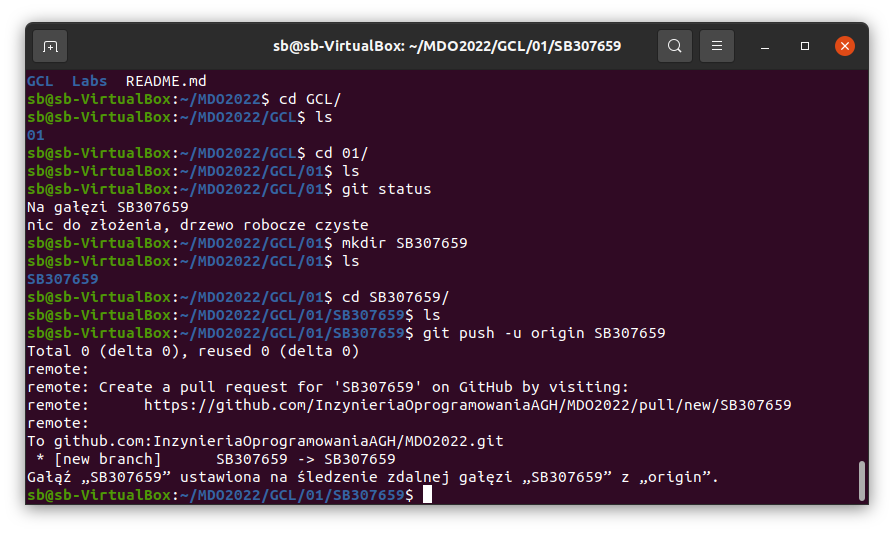 sb@sb-VirtualBox: ~/MDO2022/GCL/01/SB307659
GCL  Labs  README.md
sb@sb-VirtualBox:~/MDO2022$ cd GCL/
sb@sb-VirtualBox:~/MDO2022/GCL$ ls
01
sb@sb-VirtualBox:~/MDO2022/GCL$ cd 01/
sb@sb-VirtualBox:~/MDO2022/GCL/01$ ls
sb@sb-VirtualBox:~/MDO2022/GCL/01$ git status
Na gałęzi SB307659
nic do złożenia, drzewo robocze czyste
sb@sb-VirtualBox:~/MDO2022/GCL/01$ mkdir SB307659
sb@sb-VirtualBox:~/MDO2022/GCL/01$ ls
SB307659
sb@sb-VirtualBox:~/MDO2022/GCL/01$ cd SB307659/
sb@sb-VirtualBox:~/MDO2022/GCL/01/SB307659$ ls
sb@sb-VirtualBox:~/MDO2022/GCL/01/SB307659$ git push -u origin SB307659
Total 0 (delta 0), reused 0 (delta 0)
remote:
remote: Create a pull request for 'SB307659' on GitHub by visiting:
remote:      https://github.com/InzynieriaOprogramowaniaAGH/MDO2022/pull/new/SB307659
remote:
To github.com:InzynieriaOprogramowaniaAGH/MDO2022.git
 * [new branch]      SB307659 -> SB307659
Gałąź „SB307659” ustawiona na śledzenie zdalnej gałęzi „SB307659” z „origin”.
sb@sb-VirtualBox:~/MDO2022/GCL/01/SB307659$